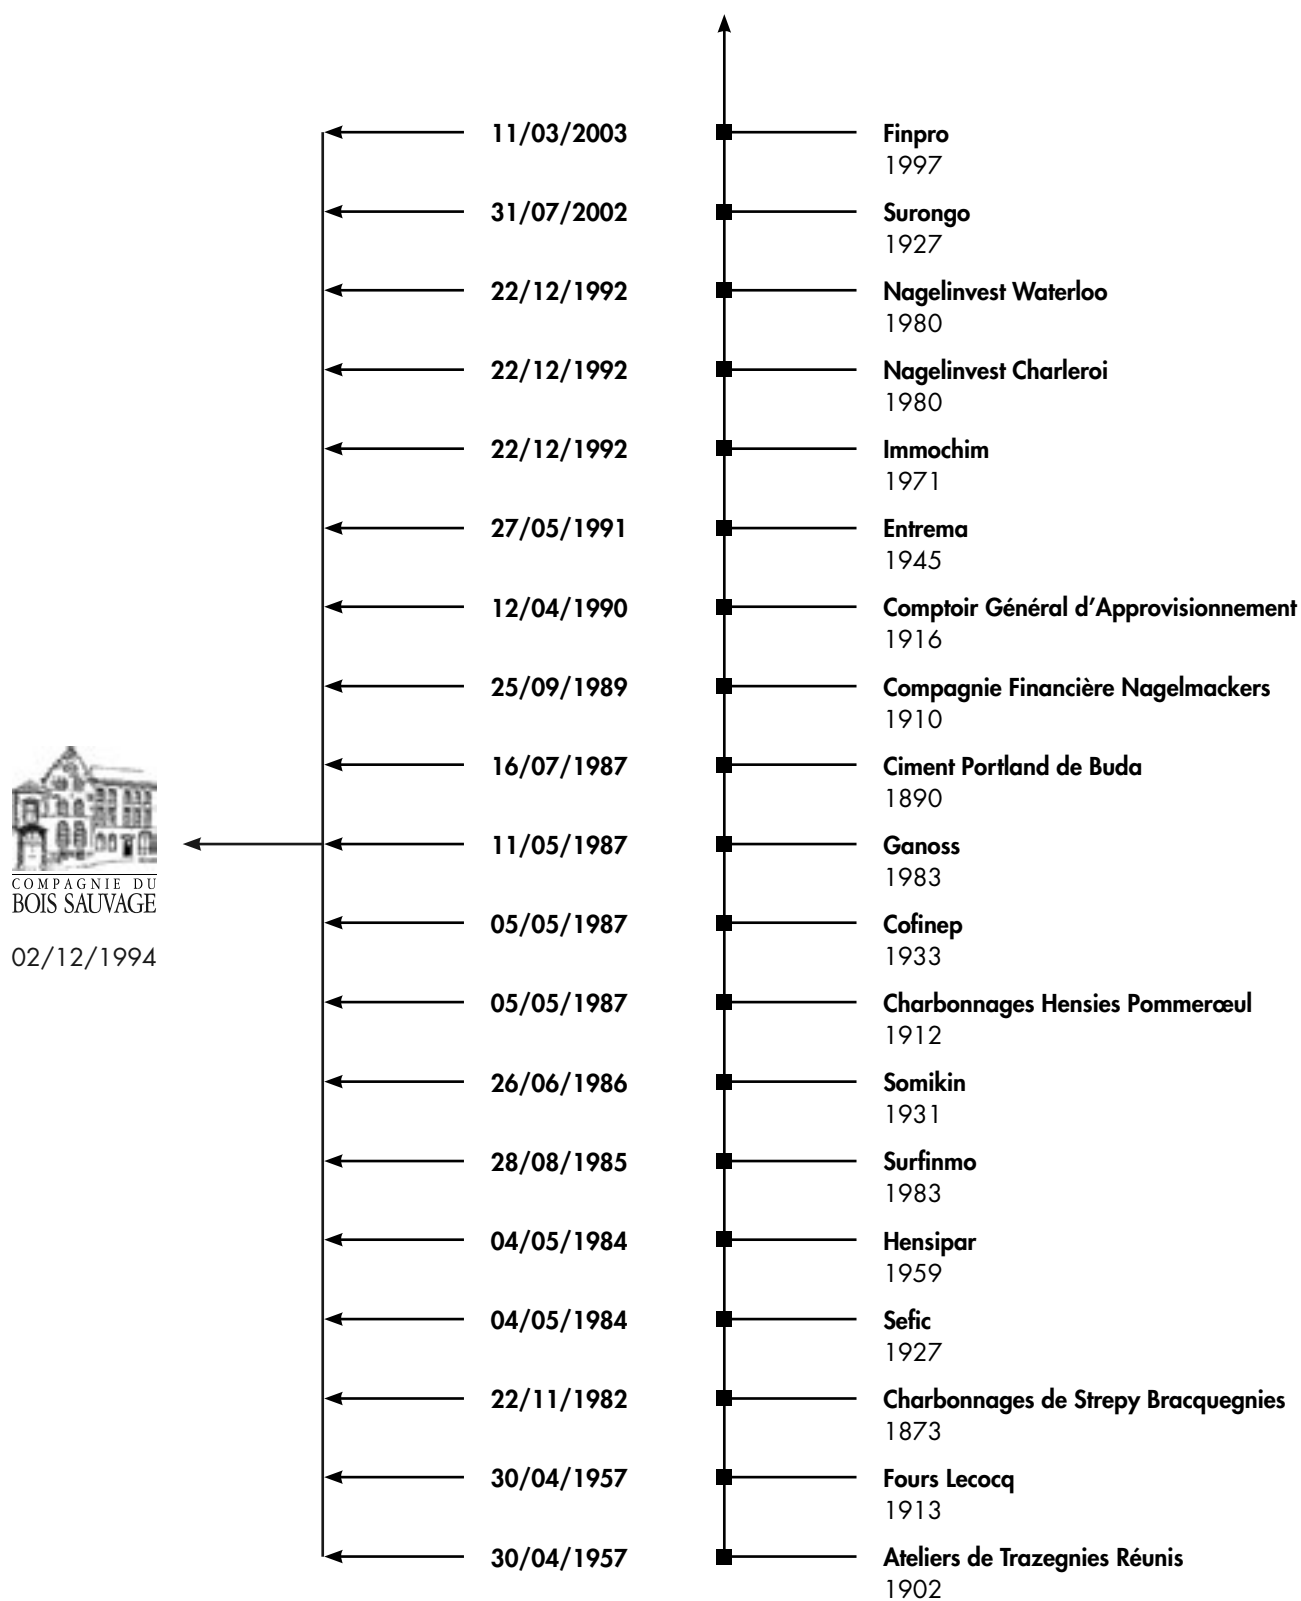 11/03/2003 Finpro
1997
31/07/2002 Surongo
1927
22/12/1992 Nagelinvest Waterloo
1980
22/12/1992 Nagelinvest Charleroi
1980
22/12/1992 Immochim
1971
27/05/1991 Entrema
1945
12/04/1990 Comptoir Général d’Approvisionnement
1916
25/09/1989 Compagnie Financière Nagelmackers
1910
16/07/1987 Ciment Portland de Buda
1890
11/05/1987 Ganoss
1983
COMPAGNIE DU
BOIS SAUVAGE
02/12/1994
05/05/1987 Cofinep
1933
05/05/1987 Charbonnages Hensies Pommerœul
1912
26/06/1986 Somikin
1931
28/08/1985 Surfinmo
1983
04/05/1984 Hensipar
1959
04/05/1984 Sefic
1927
22/11/1982 Charbonnages de Strepy Bracquegnies
1873
30/04/1957 Fours Lecocq
1913
30/04/1957 Ateliers de Trazegnies Réunis
1902